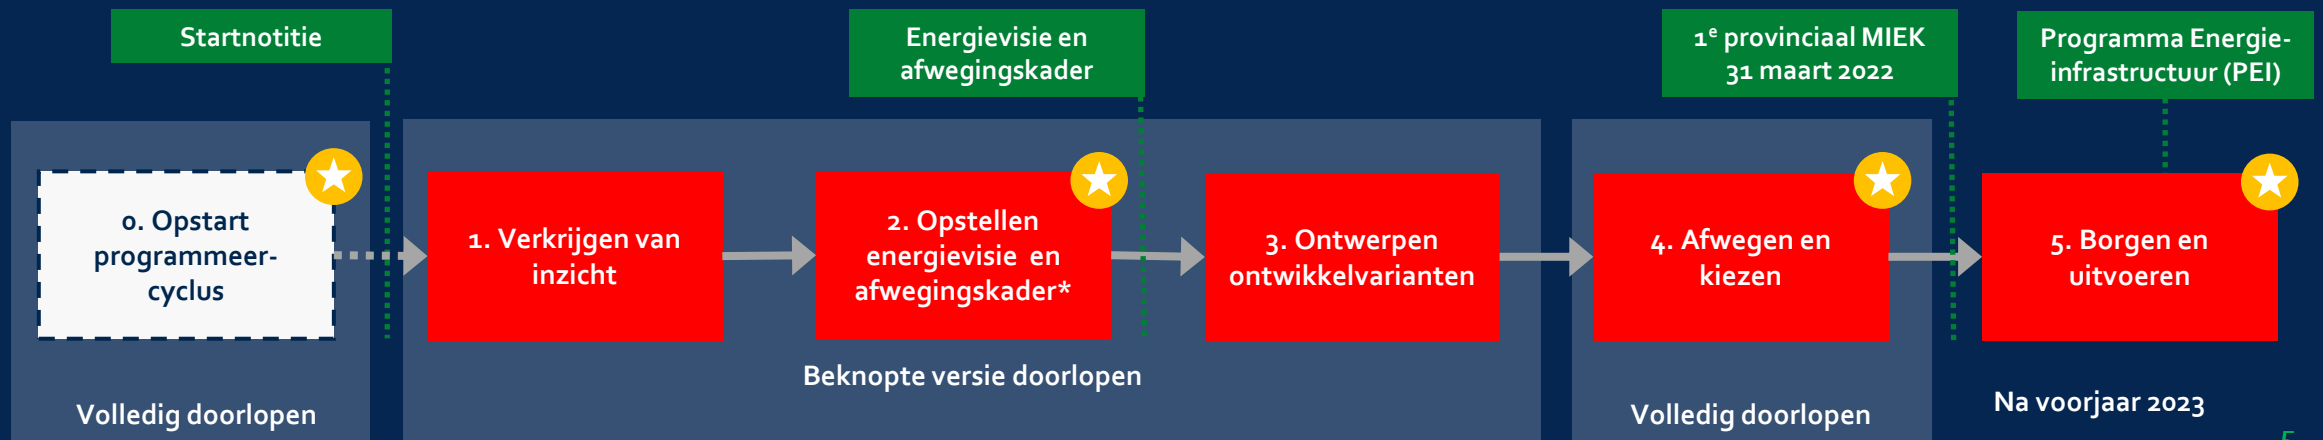 Startnotitie
Energievisie en
afwegingskader
1e provinciaal MIEK
31 maart 2022
Programma Energie-
infrastructuur (PEI)
0. Opstart
programmeer-
cyclus
1. Verkrijgen van
inzicht
2. Opstellen
energievisie en
afwegingskader*
3. Ontwerpen
ontwikkelvarianten
4. Afwegen en
kiezen
5. Borgen en
uitvoeren
Volledig doorlopen
Beknopte versie doorlopen
Volledig doorlopen
Na voorjaar 2023